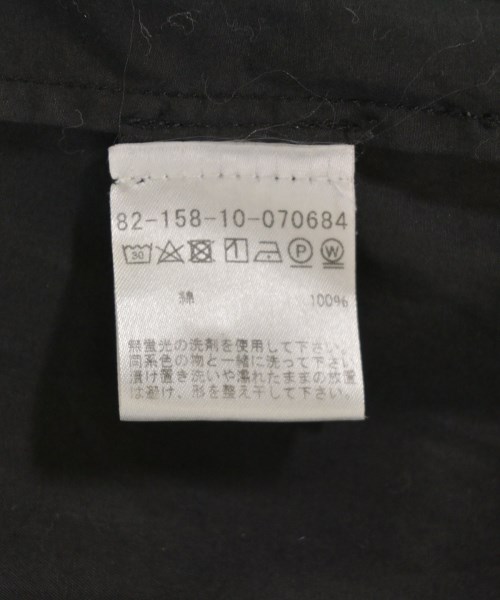 82-158-10-070684
30 P W
綿 100%
無蛍光の洗剤を使用して下さい。
同系色の物と一緒に洗って下さい。
漬け置き洗いや濡れたままの放置
は避け、形を整え干して下さい。